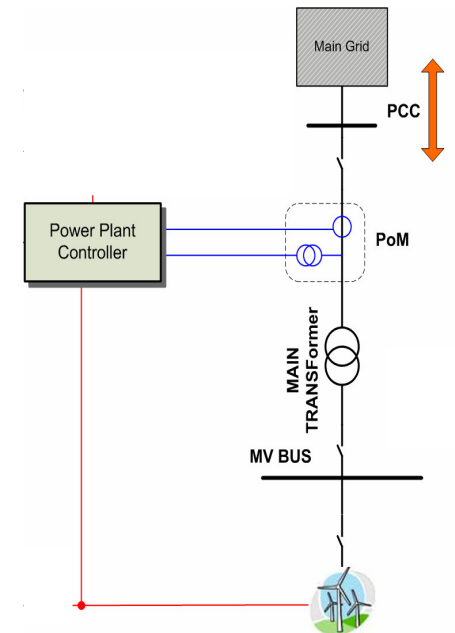 Main Grid
PCC
Power Plant
Controller
PoM
MAIN
TRANSFormer
MV BUS